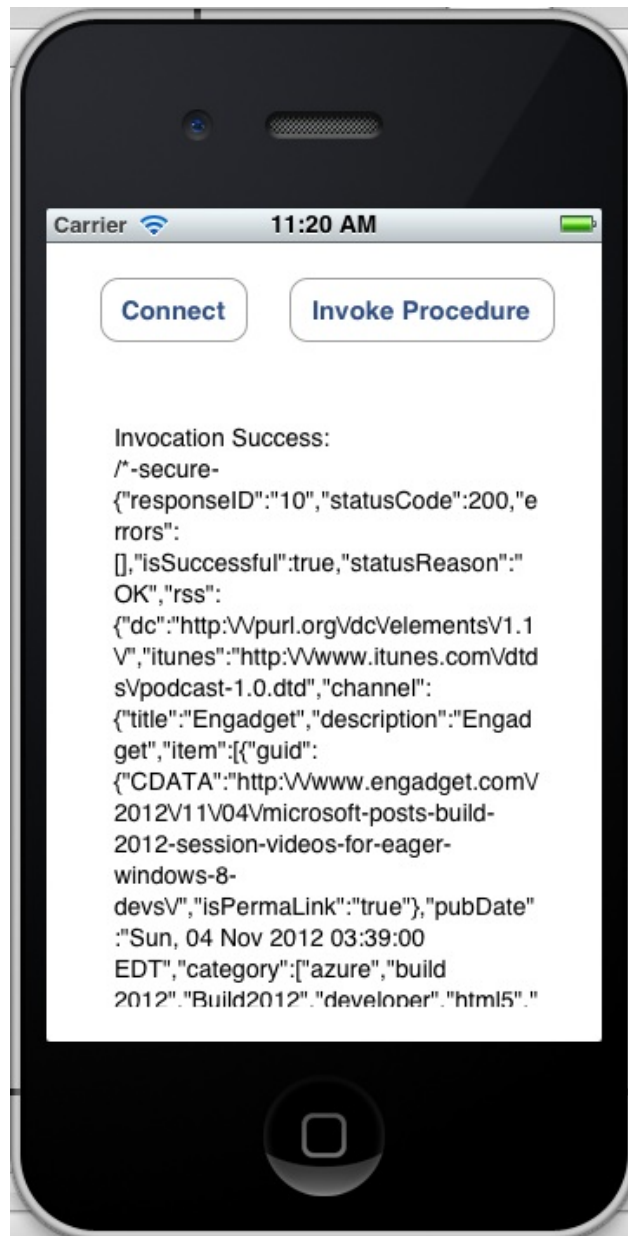 Carrier 11:20 AM
Connect Invoke Procedure
Invocation Success:
/*-secure-
{"responseID":"10","statusCode":200,"e
rrors":
[],"isSuccessful":true,"statusReason":"
OK","rss":
{"dc":"http:\/\/purl.org\/dc\/elements\/1.1
\/","itunes":"http:\/\/www.itunes.com\/dtd
s\/podcast-1.0.dtd","channel":
{"title":"Engadget","description":"Engad
get","item":[{"guid":
{"CDATA":"http:\/\/www.engadget.com\/
2012\/11\/04\/microsoft-posts-build-
2012-session-videos-for-eager-
windows-8-
devs\/","isPermaLink":"true"},"pubDate"
:"Sun, 04 Nov 2012 03:39:00
EDT","category":["azure","build
2012","Build2012","developer","html5","